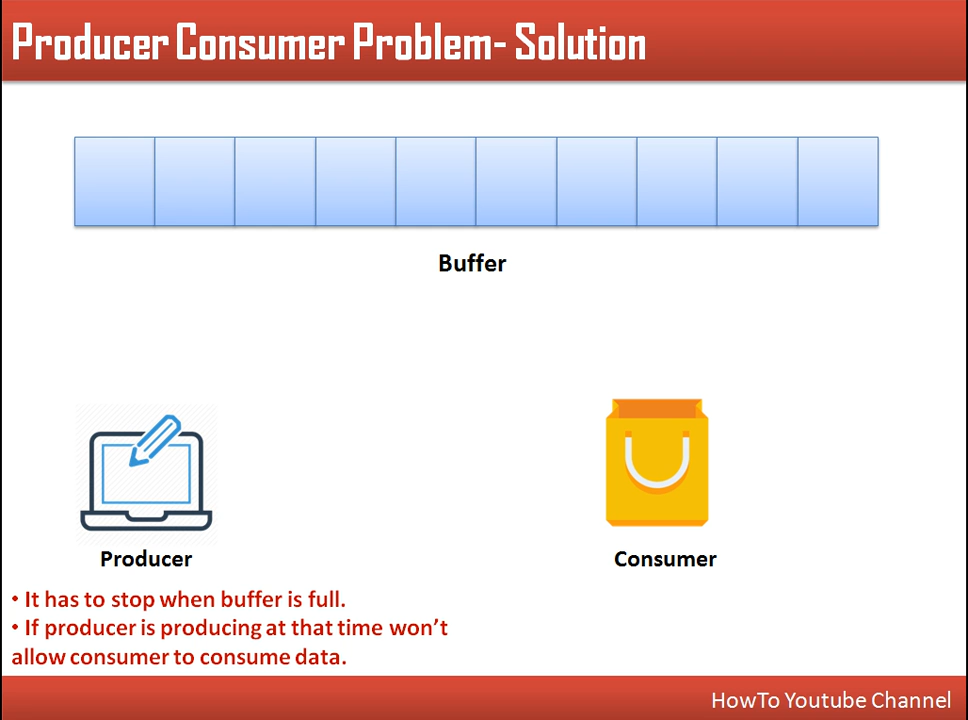 Producer Consumer Problem- Solution
Buffer
Producer
Consumer
• It has to stop when buffer is full.
• If producer is producing at that time won’t
allow consumer to consume data.
HowTo Youtube Channel